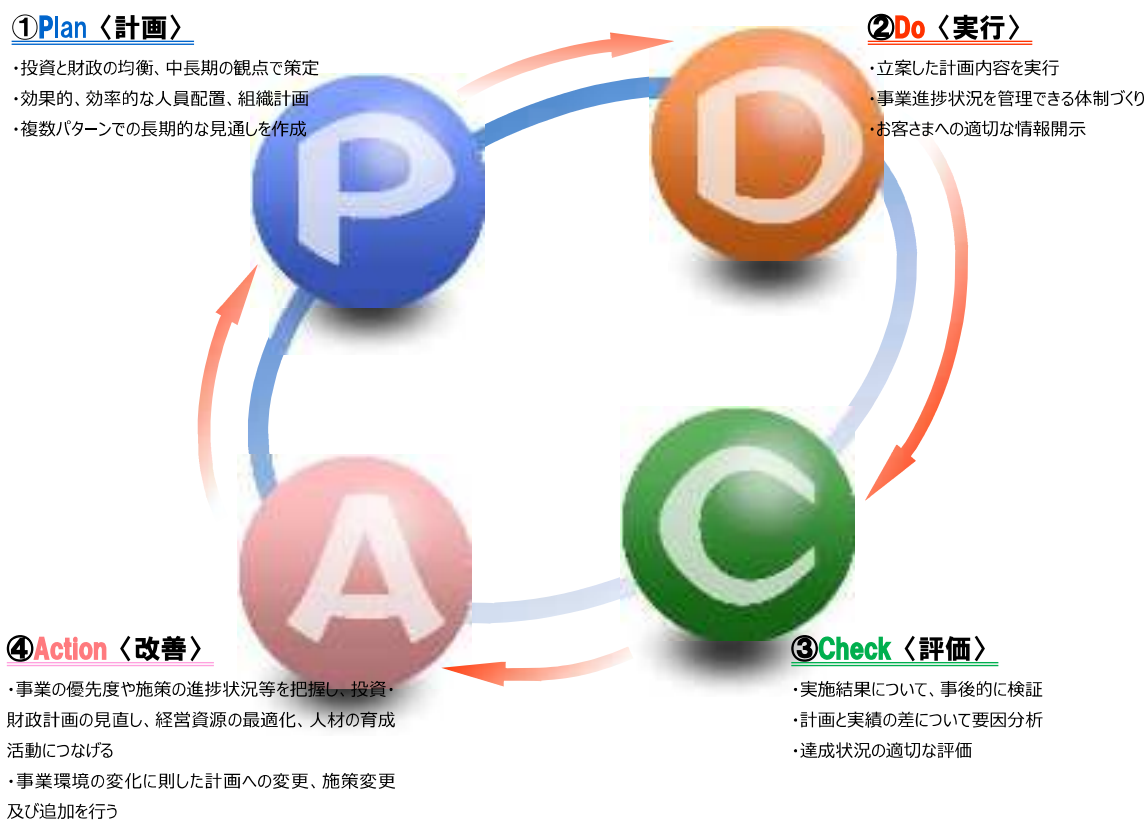 ①Plan〈計画〉
・投資と財政の均衡、中長期の観点で策定
・効果的、効率的な人員配置、組織計画
・複数パターンでの長期的な見通しを作成
P
②Do〈実行〉
・立案した計画内容を実行
・事業進捗状況を管理できる体制づくり
・お客さまへの適切な情報開示
D
C
③Check〈評価〉
・実施結果について、事後的に検証
・計画と実績の差について要因分析
・達成状況の適切な評価
A
④Action〈改善〉
・事業の優先度や施策の進捗状況等を把握し、投資・
財政計画の見直し、経営資源の最適化、人材の育成
活動につなげる
・事業環境の変化に則した計画への変更、施策変更
及び追加を行う